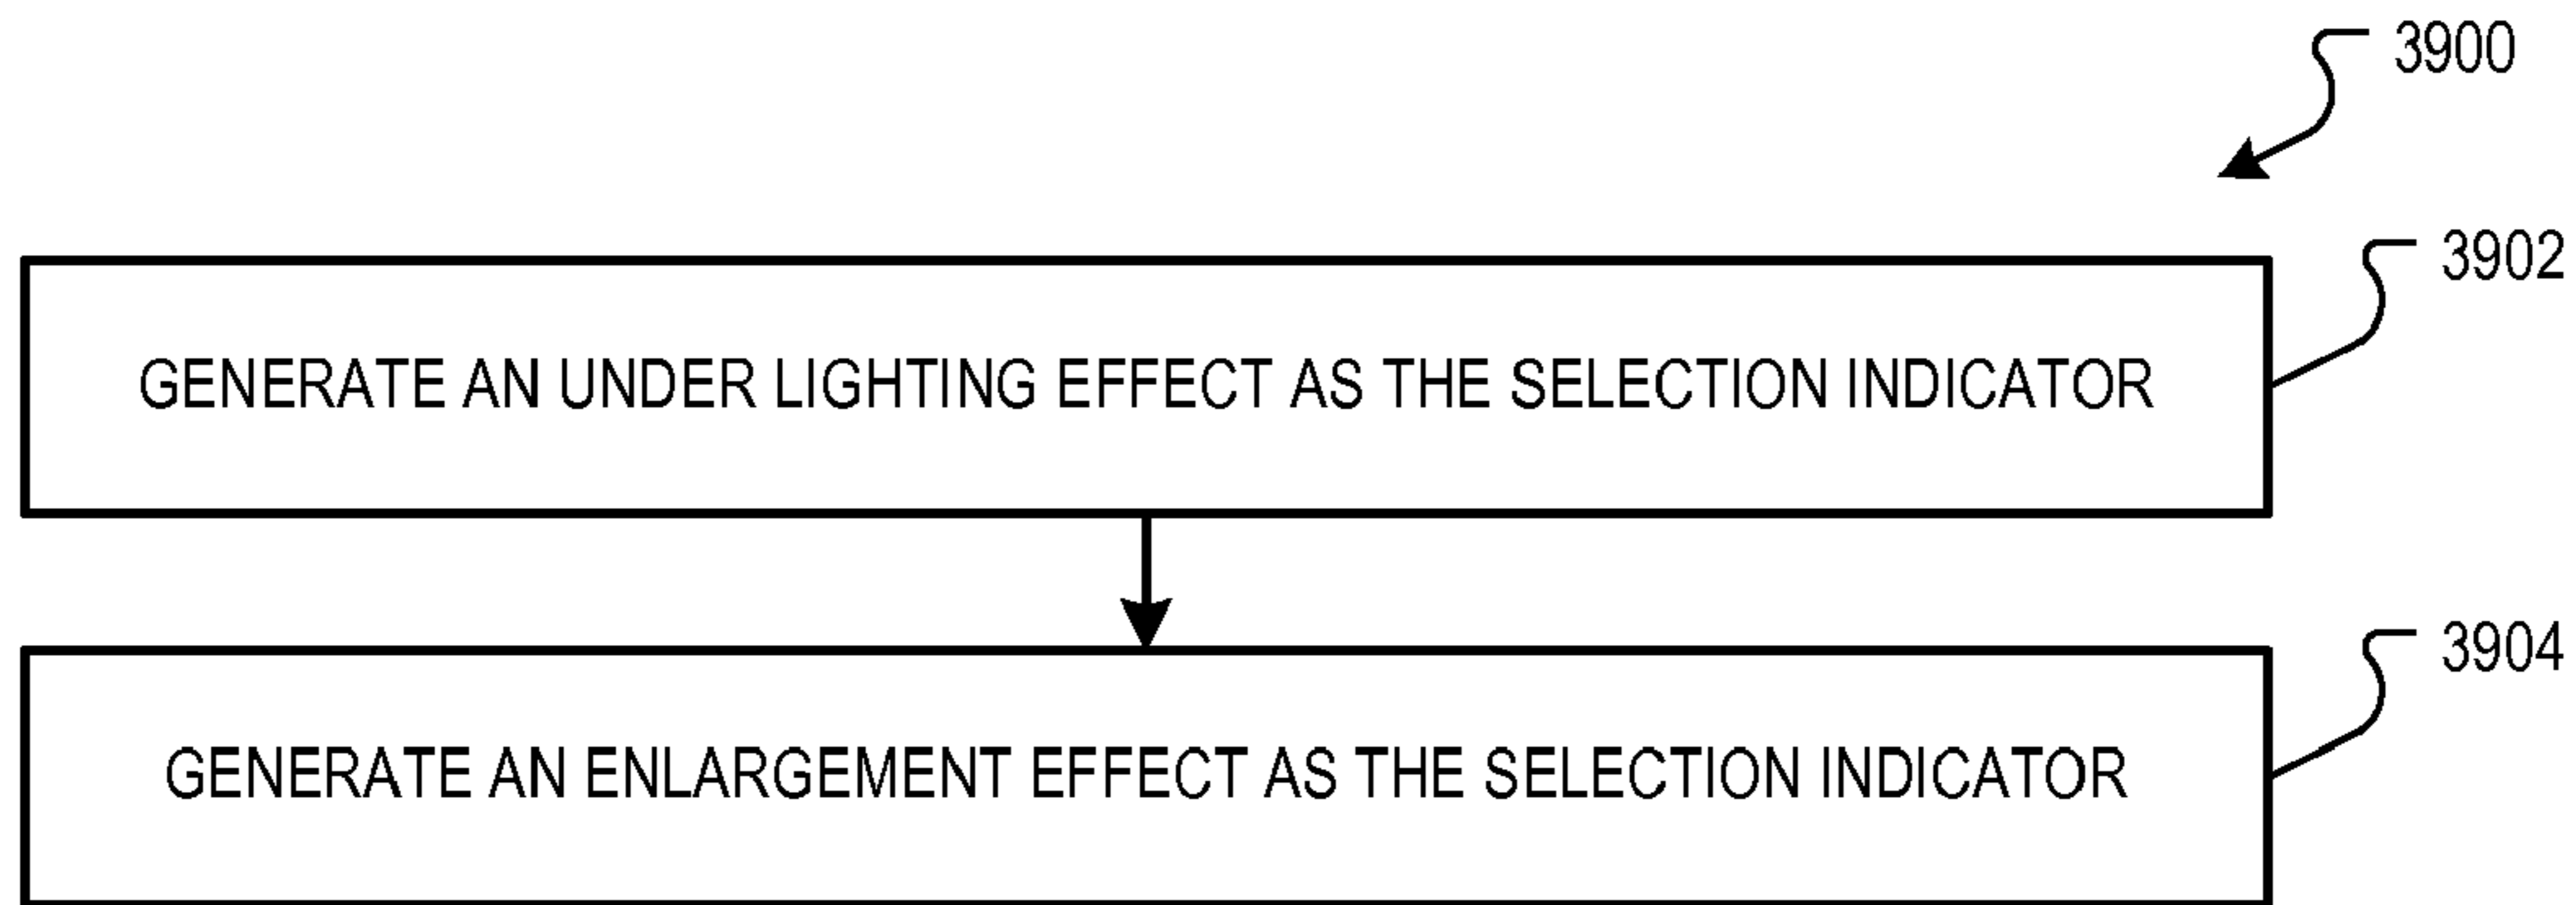 3900
3902
GENERATE AN UNDER LIGHTING EFFECT AS THE SELECTION INDICATOR
3904
GENERATE AN ENLARGEMENT EFFECT AS THE SELECTION INDICATOR